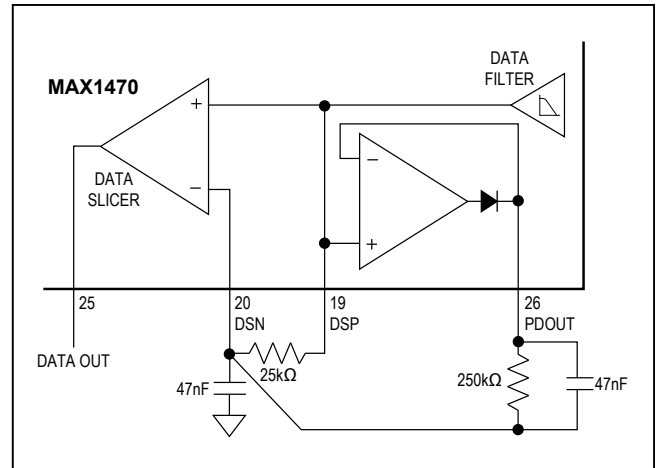 MAX1470
DATA
FILTER
+
−
DATA
SLICER
−
+
25
20
DSN
19
DSP
26
PDOUT
DATA OUT
47nF
25kΩ
250kΩ
47nF